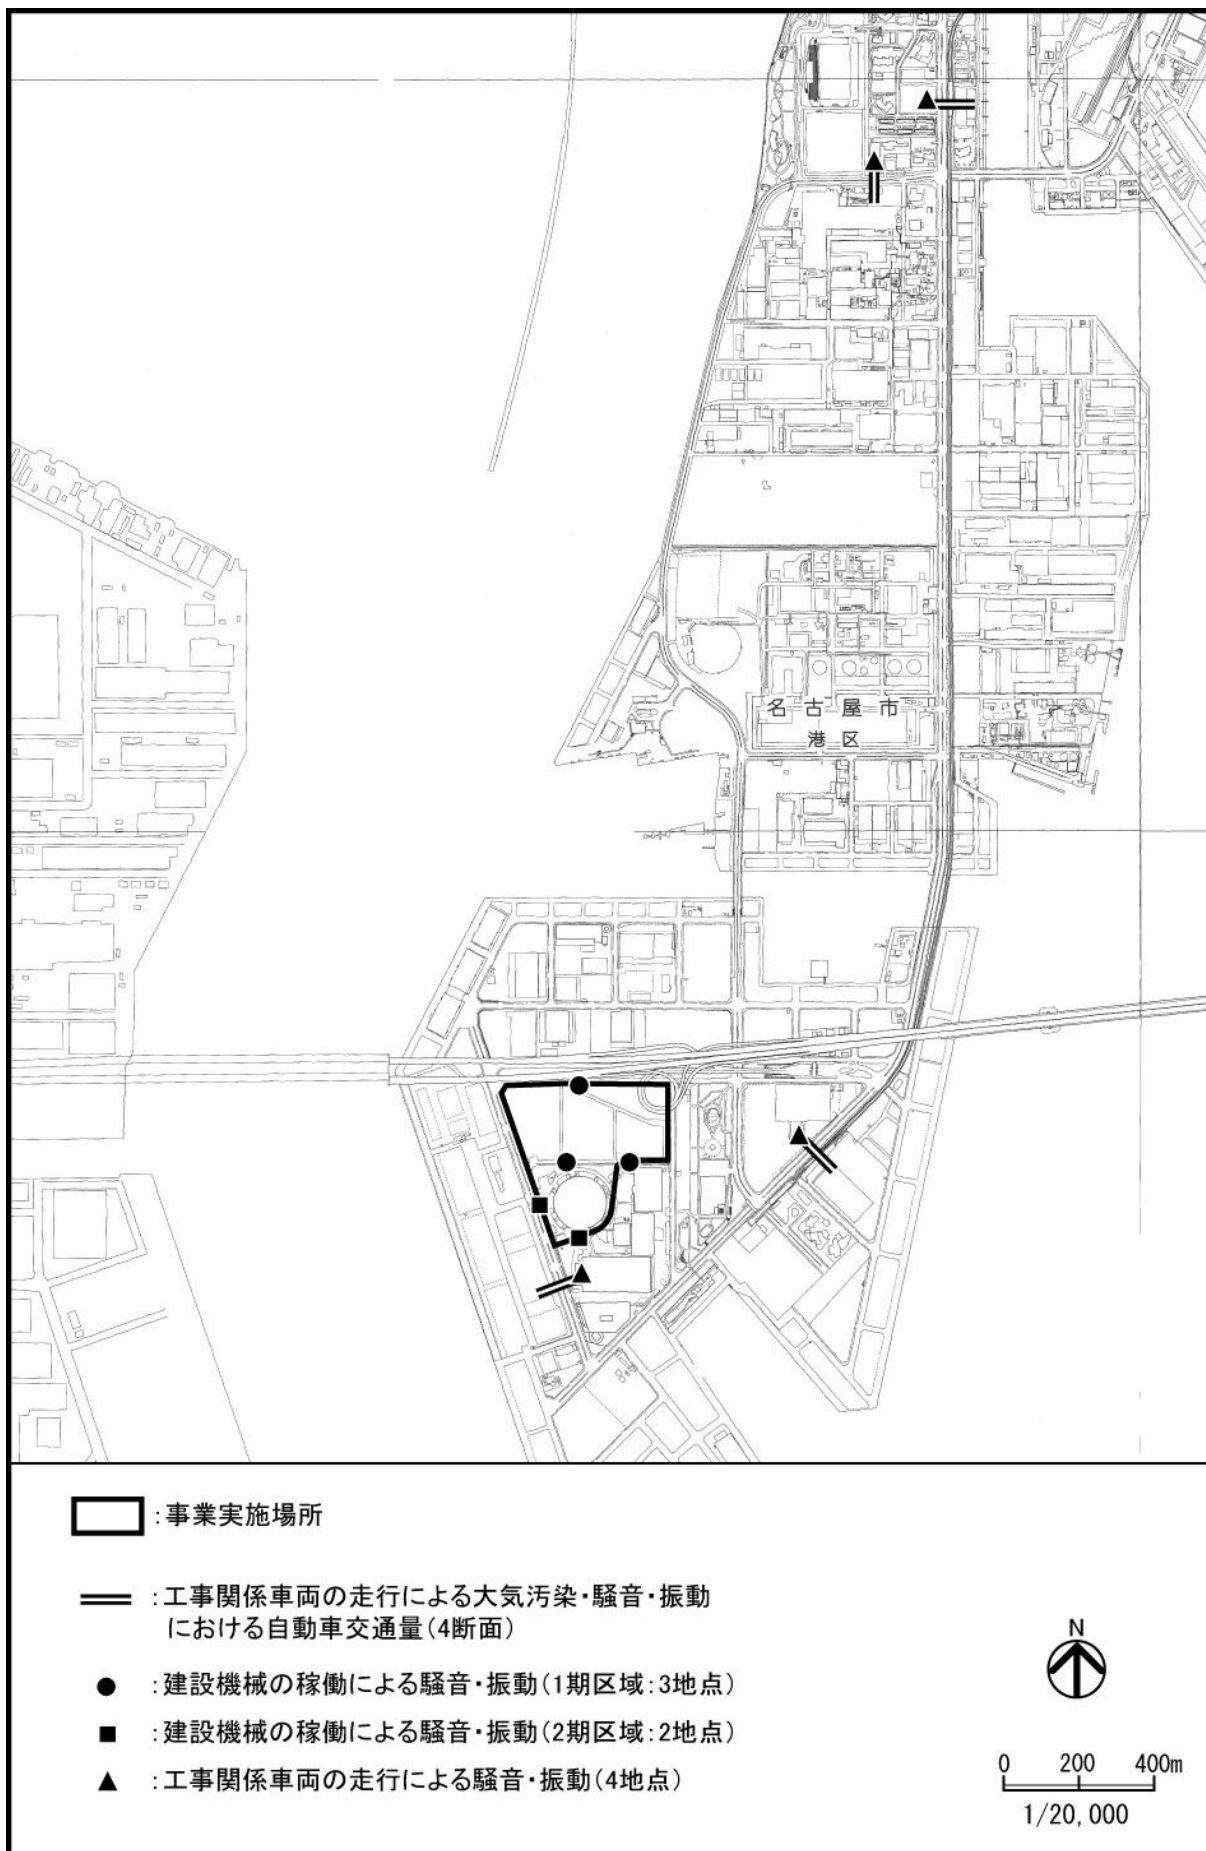 名古屋市
港区
:事業実施場所
:工事関係車両の走行による大気汚染・騒音・振動
における自動車交通量(4断面)
:建設機械の稼働による騒音・振動(1期区域:3地点)
:建設機械の稼働による騒音・振動(2期区域:2地点)
:工事関係車両の走行による騒音・振動(4地点)
N
0 200 400m
1/20,000